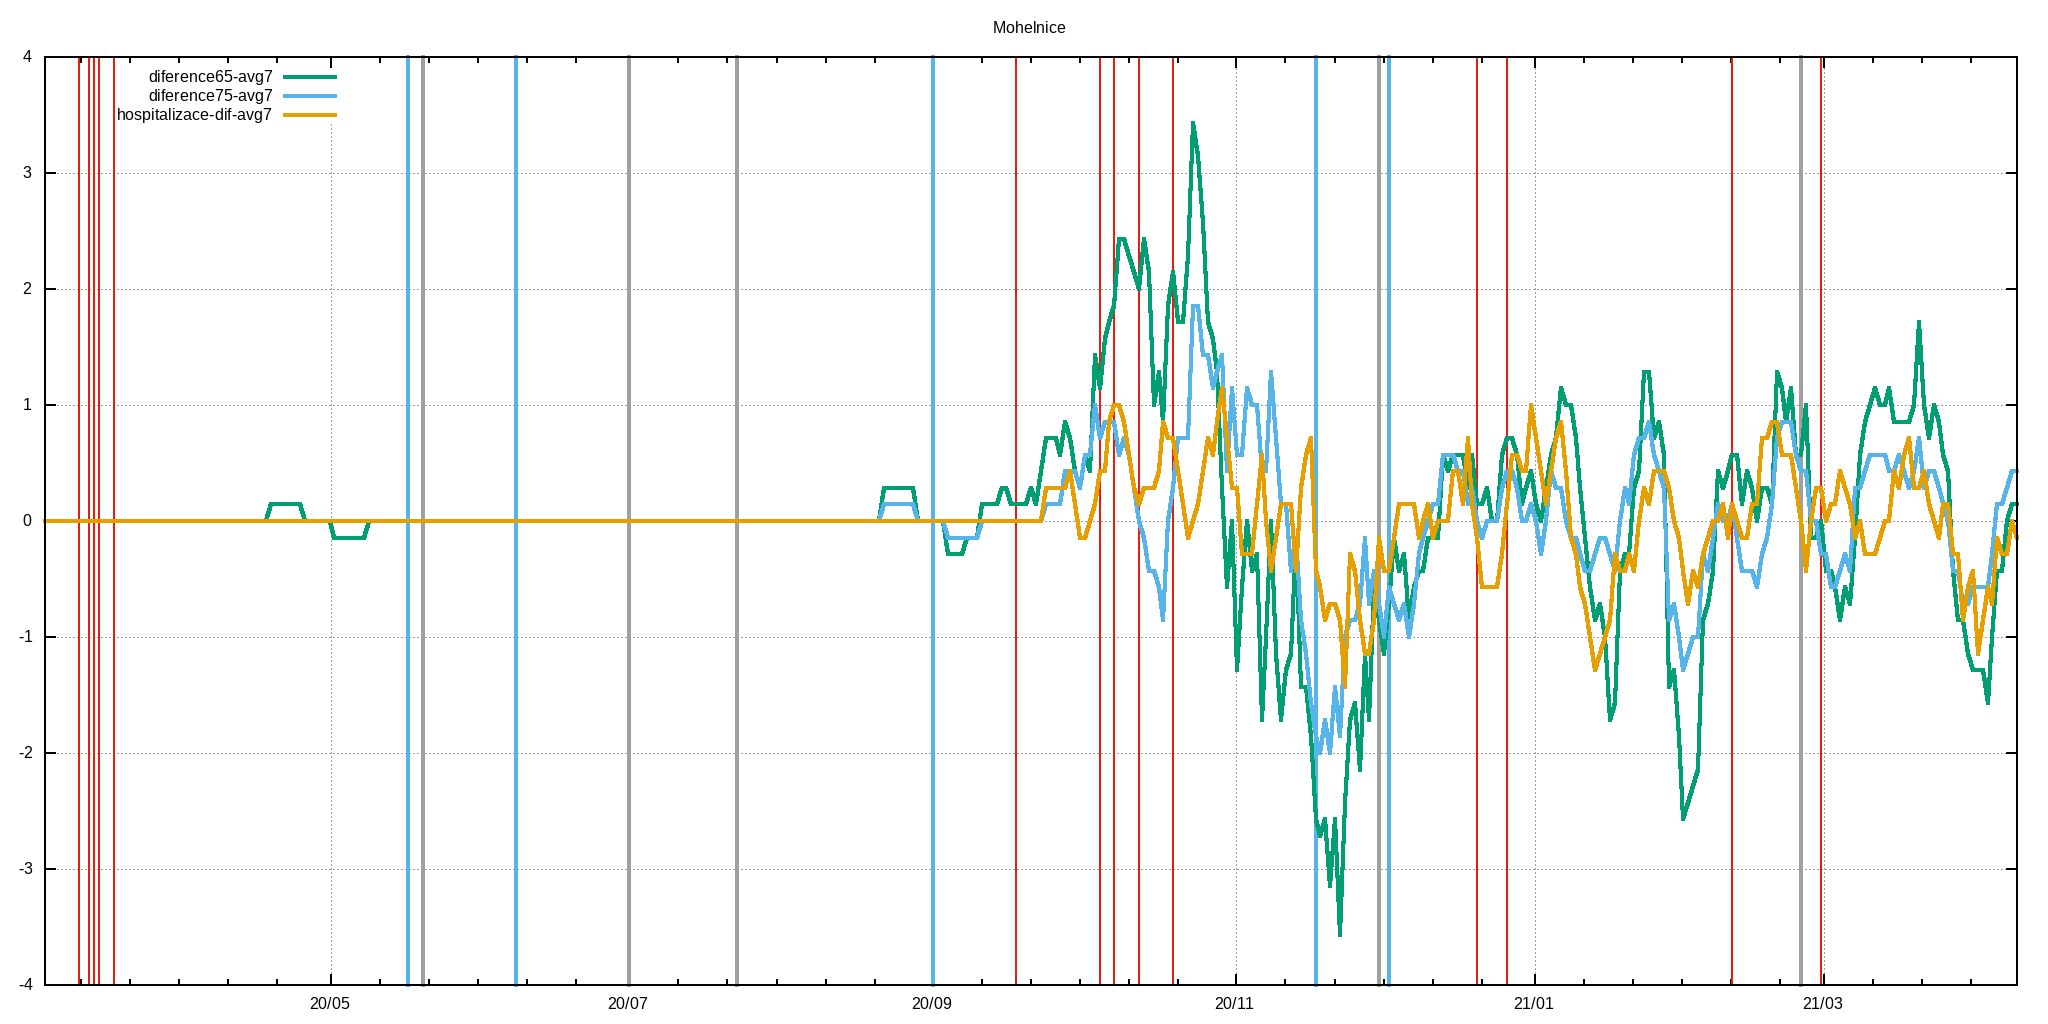 Mohelnice
diference65-avg7
diference75-avg7
hospitalizace-dif-avg7
4
3
2
1
0
-1
-2
-3
-4
20/05 20/07 20/09 20/11 21/01 21/03